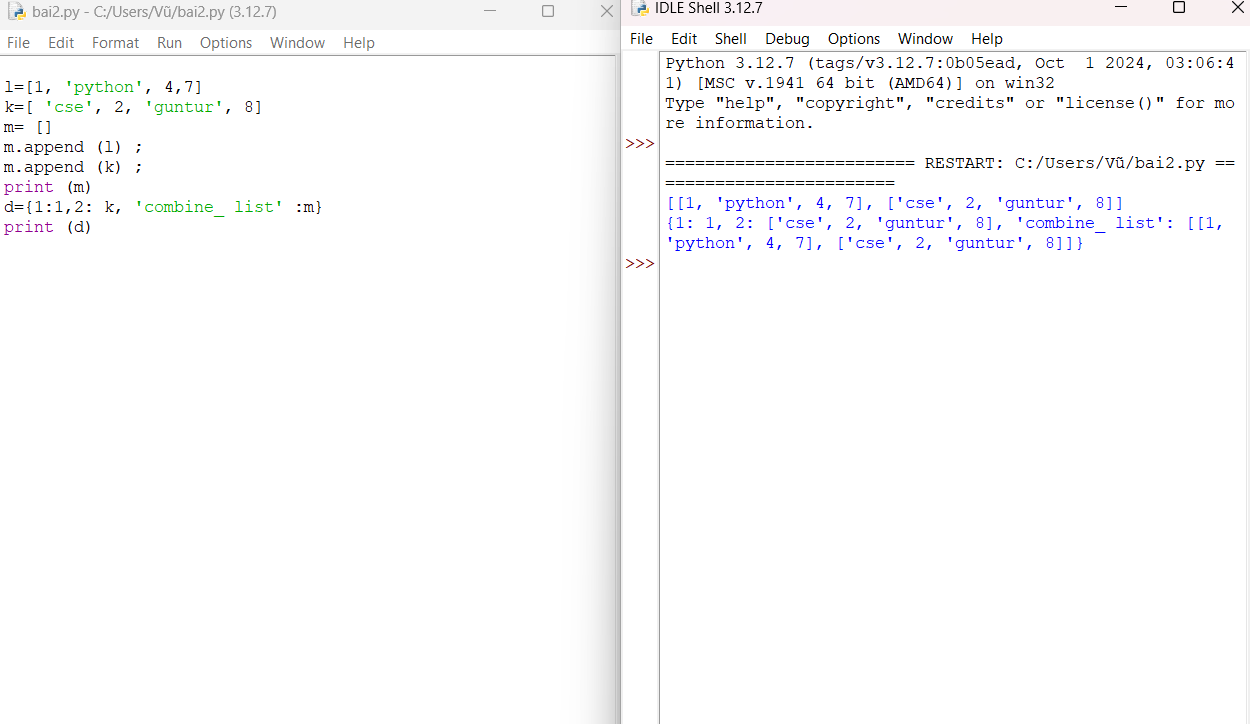 bai2.py - C:/Users/Vũ/bai2.py (3.12.7)
File Edit Format Run Options Window Help
l=[1, 'python', 4,7]
k=[ 'cse', 2, 'guntur', 8]
m= []
m.append (l) ;
m.append (k) ;
print (m)
d={1:1,2: k, 'combine_ list' :m}
print (d)
IDLE Shell 3.12.7
File Edit Shell Debug Options Window Help
Python 3.12.7 (tags/v3.12.7:0b05ead, Oct  1 2024, 03:06:4
1) [MSC v.1941 64 bit (AMD64)] on win32
Type "help", "copyright", "credits" or "license()" for mo
re information.
>>>
========================= RESTART: C:/Users/Vũ/bai2.py ==
=======================
[[1, 'python', 4, 7], ['cse', 2, 'guntur', 8]]
{1: 1, 2: ['cse', 2, 'guntur', 8], 'combine_ list': [[1,
'python', 4, 7], ['cse', 2, 'guntur', 8]]}
>>>